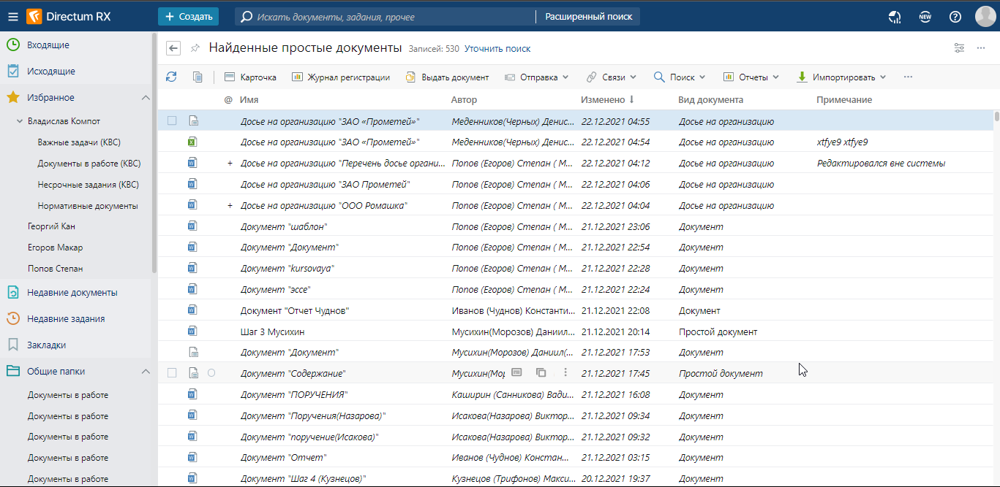 Directum RX
Создать
Искать документы, задания, прочее
Расширенный поиск
NEW
?
Входящие
Исходящие
Избранное
Владислав Компот
Важные задачи (КВС)
Документы в работе (КВС)
Несрочные задания (КВС)
Нормативные документы
Георгий Кан
Егоров Макар
Попов Степан
Недавние документы
Недавние задания
Закладки
Общие папки
Документы в работе
Документы в работе
Документы в работе
Документы в работе
Документы в работе
Найденные простые документы Записей: 530 Уточнить поиск
Карточка Журнал регистрации Выдать документ Отправка Связи Поиск Отчеты Импортировать ···
@ Имя Автор Изменено Вид документа Примечание
Досье на организацию "ЗАО «Прометей»" Меденников(Черных) Денис... 22.12.2021 04:55 Досье на организацию
Досье на организацию "ЗАО «Прометей»" Меденников(Черных) Денис... 22.12.2021 04:54 Досье на организацию xtfye9 xtfye9
+ Досье на организацию "Перечень досье органи... Попов (Егоров) Степан ( М... 22.12.2021 04:12 Досье на организацию Редактировался вне системы
Досье на организацию "ЗАО Прометей" Попов (Егоров) Степан ( М... 22.12.2021 04:06 Досье на организацию
+ Досье на организацию "ООО Ромашка" Попов (Егоров) Степан ( М... 22.12.2021 04:04 Досье на организацию
Документ "шаблон" Попов (Егоров) Степан ( М... 21.12.2021 23:06 Документ
Документ "Документ" Попов (Егоров) Степан ( М... 21.12.2021 22:54 Документ
Документ "kursovaya" Попов (Егоров) Степан ( М... 21.12.2021 22:28 Документ
Документ "эссе" Попов (Егоров) Степан ( М... 21.12.2021 22:24 Документ
Документ "Отчет Чуднов" Иванов (Чуднов) Константи... 21.12.2021 22:08 Документ
Шаг 3 Мусихин Мусихин(Морозов) Даниил... 21.12.2021 20:14 Простой документ
Документ "Документ" Мусихин(Морозов) Даниил(... 21.12.2021 17:53 Документ
Документ "Содержание" Мусихин(Мор 21.12.2021 17:45 Простой документ
Документ "ПОРУЧЕНИЯ" Каширин (Санникова) Вади... 21.12.2021 16:08 Документ
Документ "Поручения(Назарова)" Исакова(Назарова) Виктор... 21.12.2021 09:34 Документ
Документ "поручение(Исакова)" Исакова(Назарова) Виктор... 21.12.2021 09:32 Документ
Документ "Отчет" Иванов (Чуднов) Констан... 21.12.2021 03:15 Документ
Документ "Шаг 4 (Кузнецов)" Кузнецов (Трифонов) Макси... 20.12.2021 19:37 Документ